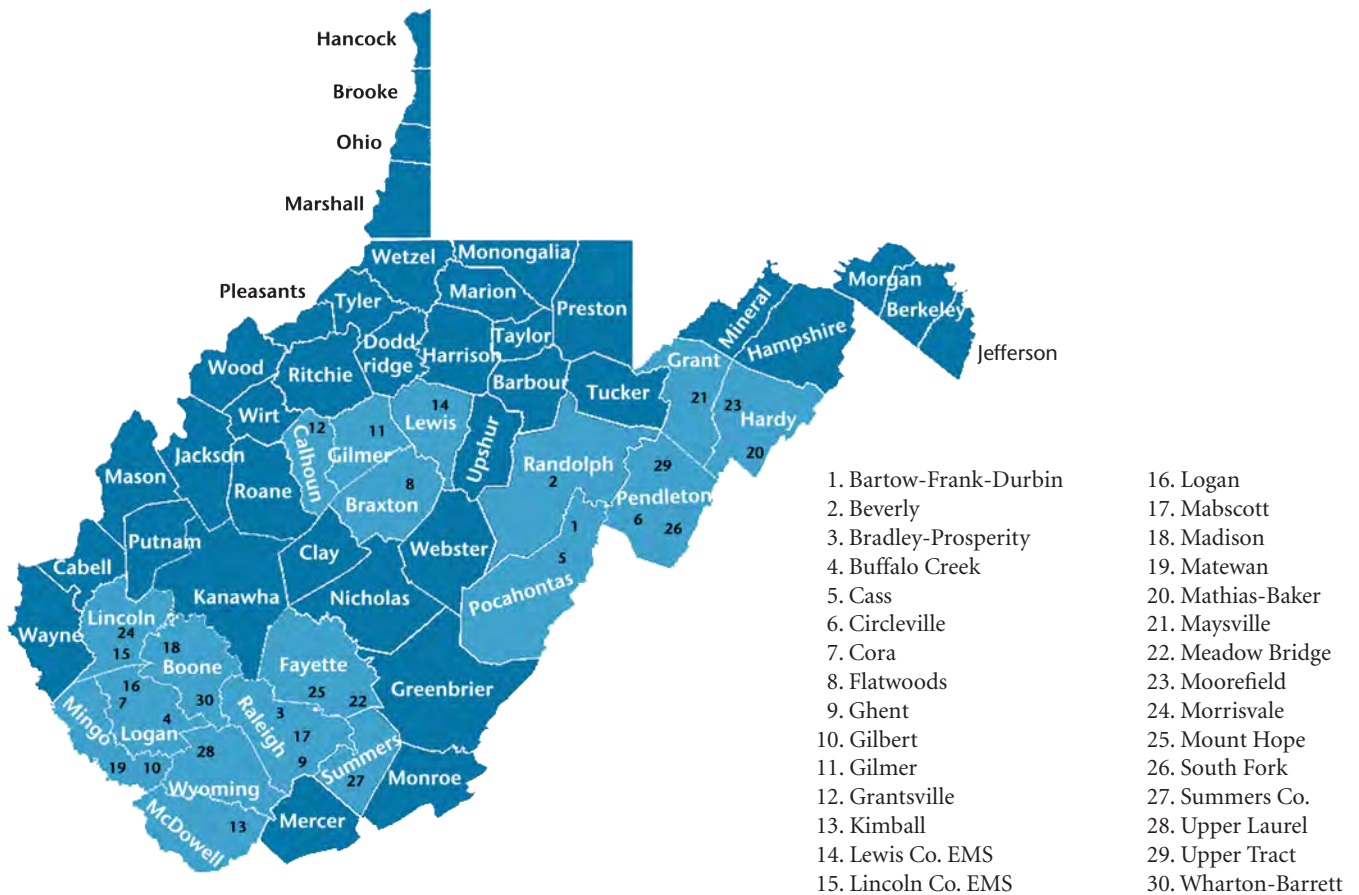 Hancock
Brooke
Ohio
Marshall
Wetzel
Monongalia
Pleasants
Tyler
Marion
Preston
Morgan
Berkeley
Jefferson
Mineral
Hampshire
Wood
Ritchie
Dodd
ridge
Harrison
Taylor
Barbour
Tucker
Grant
21
23
Hardy
20
Wirt
12
Calhoun
11
Gilmer
14
Lewis
Upshur
Randolph
2
29
Pendleton
6
26
Mason
Jackson
Roane
8
Braxton
1
5
Pocahontas
Putnam
Cabell
Clay
Webster
Kanawha
Nicholas
Wayne
Lincoln
24
15
18
Boone
30
Fayette
25
22
Greenbrier
16
7
4
Logan
Mingo
19
10
28
Wyoming
Raleigh
3
17
9
Summers
27
Monroe
Mercer
McDowell
13
1. Bartow-Frank-Durbin
2. Beverly
3. Bradley-Prosperity
4. Buffalo Creek
5. Cass
6. Circleville
7. Cora
8. Flatwoods
9. Ghent
10. Gilbert
11. Gilmer
12. Grantsville
13. Kimball
14. Lewis Co. EMS
15. Lincoln Co. EMS
16. Logan
17. Mabscott
18. Madison
19. Matewan
20. Mathias-Baker
21. Maysville
22. Meadow Bridge
23. Moorefield
24. Morrisvale
25. Mount Hope
26. South Fork
27. Summers Co.
28. Upper Laurel
29. Upper Tract
30. Wharton-Barrett